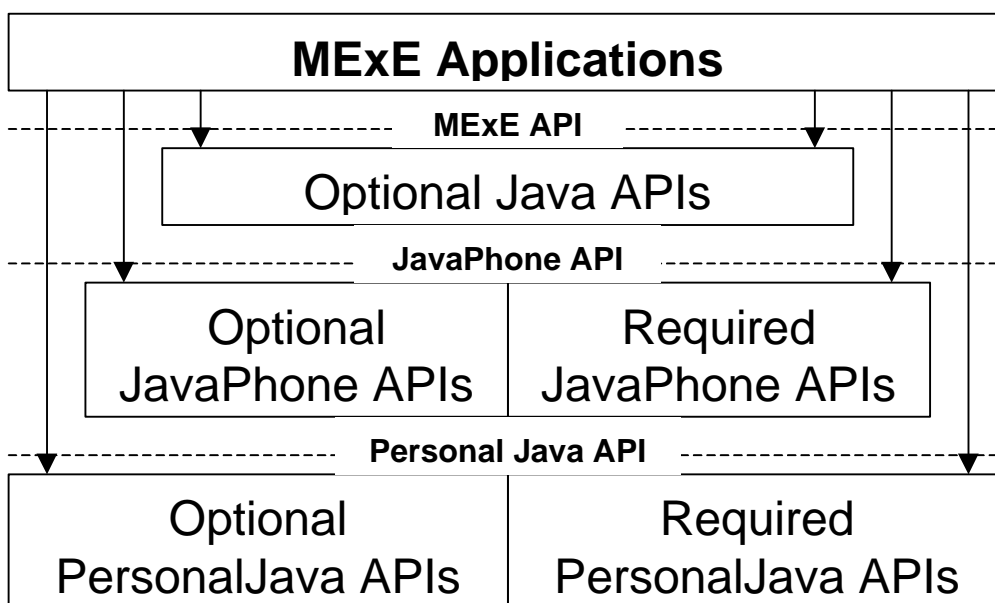 MExE Applications
MExE API
Optional Java APIs
JavaPhone API
Optional
JavaPhone APIs
Required
JavaPhone APIs
Personal Java API
Optional
PersonalJava APIs
Required
PersonalJava APIs